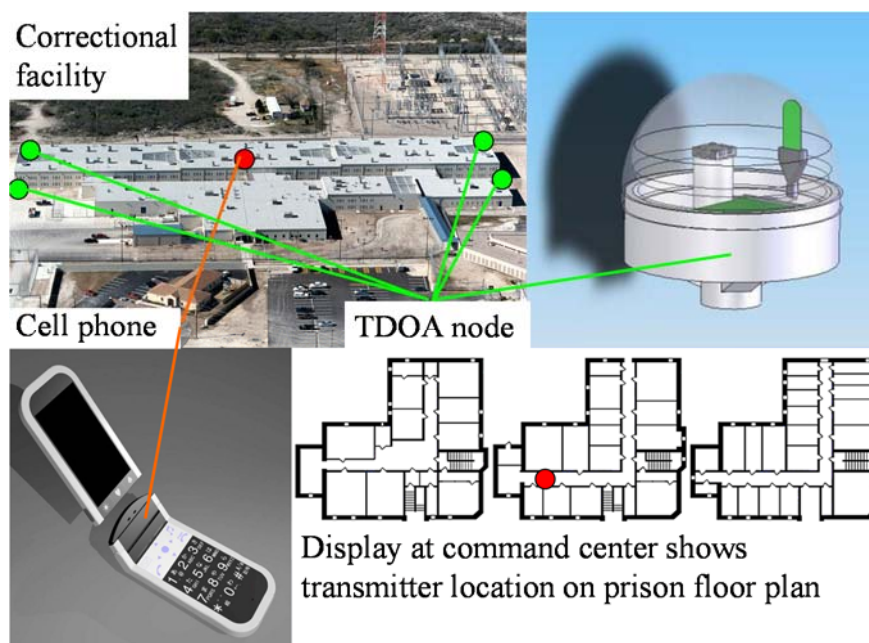 Correctional
facility
Cell phone
TDOA node
Display at command center shows
transmitter location on prison floor plan